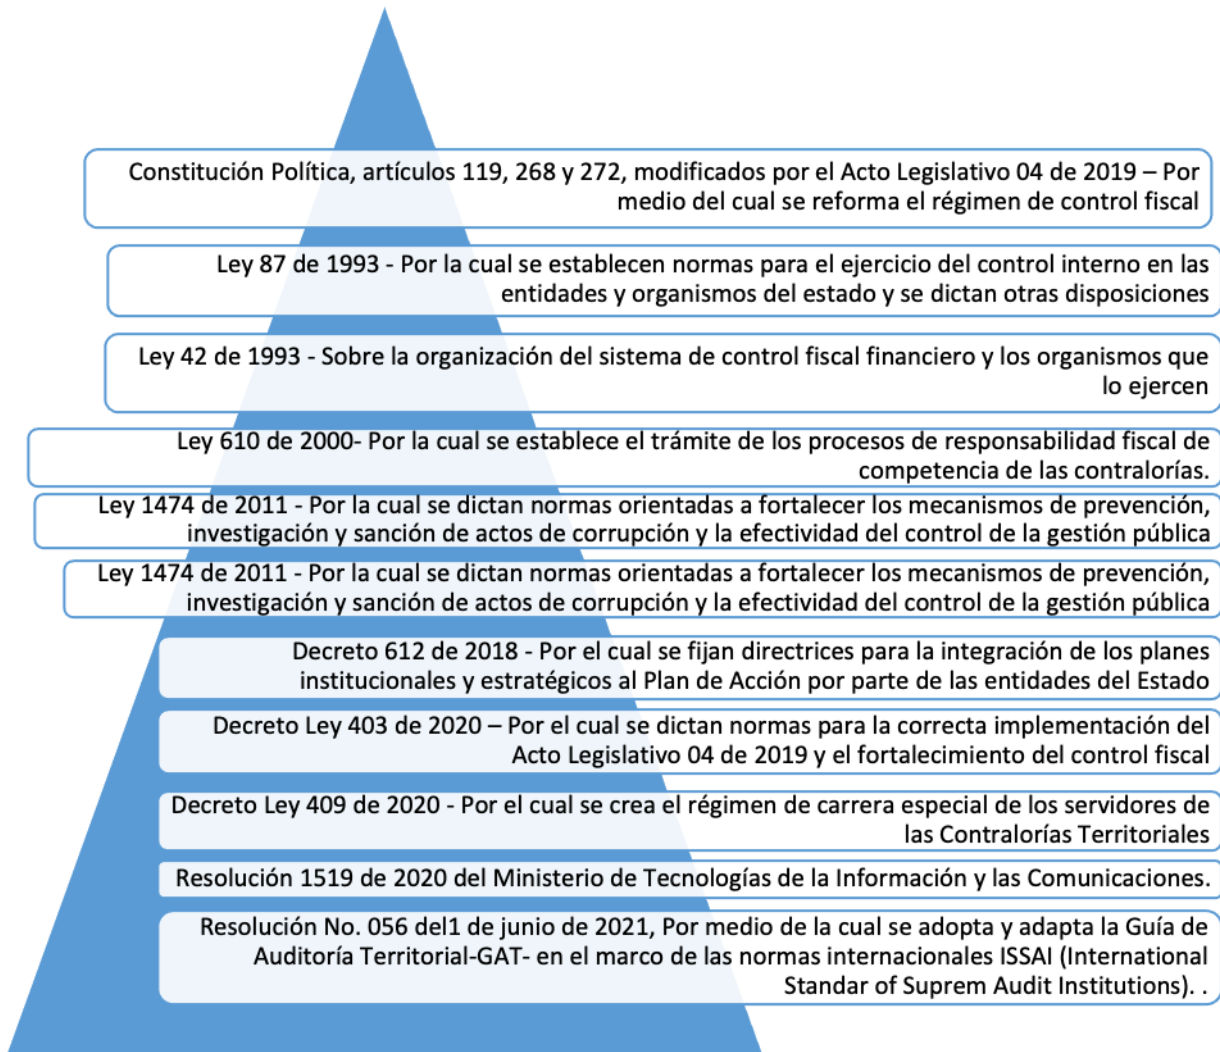 Constitución Política, artículos 119, 268 y 272, modificados por el Acto Legislativo 04 de 2019 – Por
medio del cual se reforma el régimen de control fiscal
Ley 87 de 1993 - Por la cual se establecen normas para el ejercicio del control interno en las
entidades y organismos del estado y se dictan otras disposiciones
Ley 42 de 1993 - Sobre la organización del sistema de control fiscal financiero y los organismos que
lo ejercen
Ley 610 de 2000- Por la cual se establece el trámite de los procesos de responsabilidad fiscal de
competencia de las contralorías.
Ley 1474 de 2011 - Por la cual se dictan normas orientadas a fortalecer los mecanismos de prevención,
investigación y sanción de actos de corrupción y la efectividad del control de la gestión pública
Ley 1474 de 2011 - Por la cual se dictan normas orientadas a fortalecer los mecanismos de prevención,
investigación y sanción de actos de corrupción y la efectividad del control de la gestión pública
Decreto 612 de 2018 - Por el cual se fijan directrices para la integración de los planes
institucionales y estratégicos al Plan de Acción por parte de las entidades del Estado
Decreto Ley 403 de 2020 – Por el cual se dictan normas para la correcta implementación del
Acto Legislativo 04 de 2019 y el fortalecimiento del control fiscal
Decreto Ley 409 de 2020 - Por el cual se crea el régimen de carrera especial de los servidores de
las Contralorías Territoriales
Resolución 1519 de 2020 del Ministerio de Tecnologías de la Información y las Comunicaciones.
Resolución No. 056 del1 de junio de 2021, Por medio de la cual se adopta y adapta la Guía de
Auditoría Territorial-GAT- en el marco de las normas internacionales ISSAI (International
Standar of Suprem Audit Institutions). .